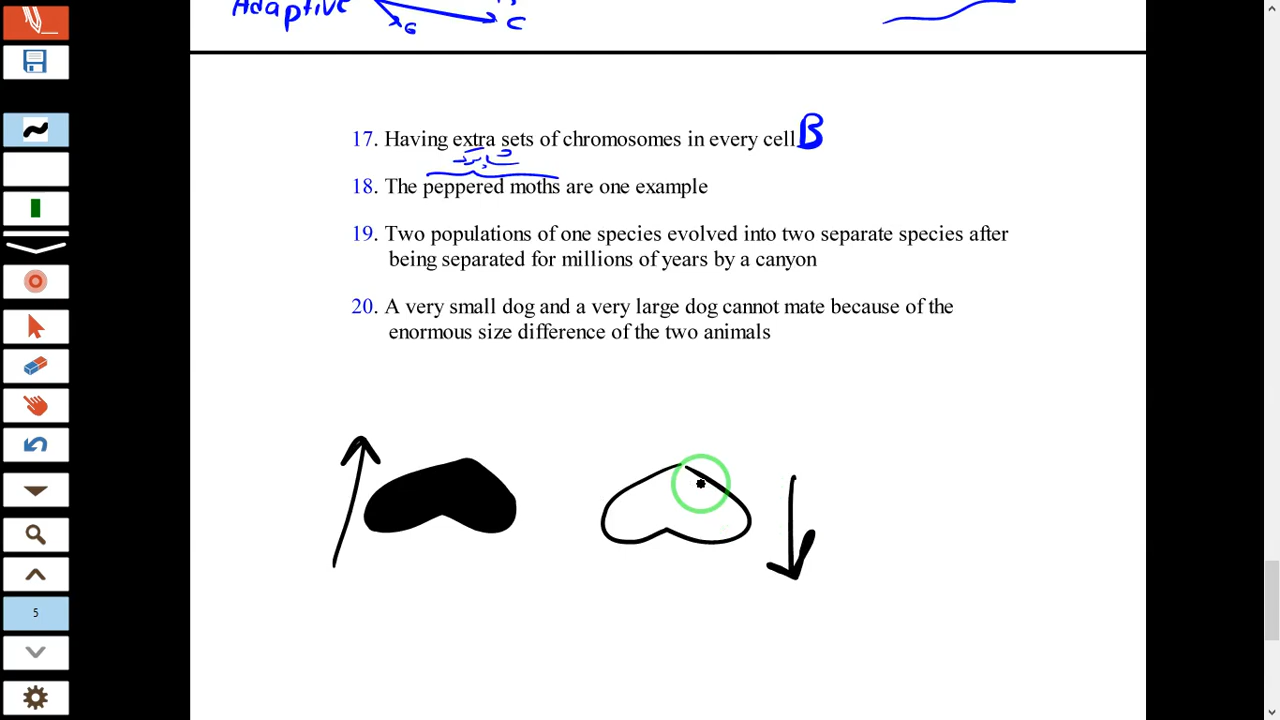 Adaptive
G
C
17. Having extra sets of chromosomes in every cell B
18. The peppered moths are one example
19. Two populations of one species evolved into two separate species after
being separated for millions of years by a canyon
20. A very small dog and a very large dog cannot mate because of the
enormous size difference of the two animals
5